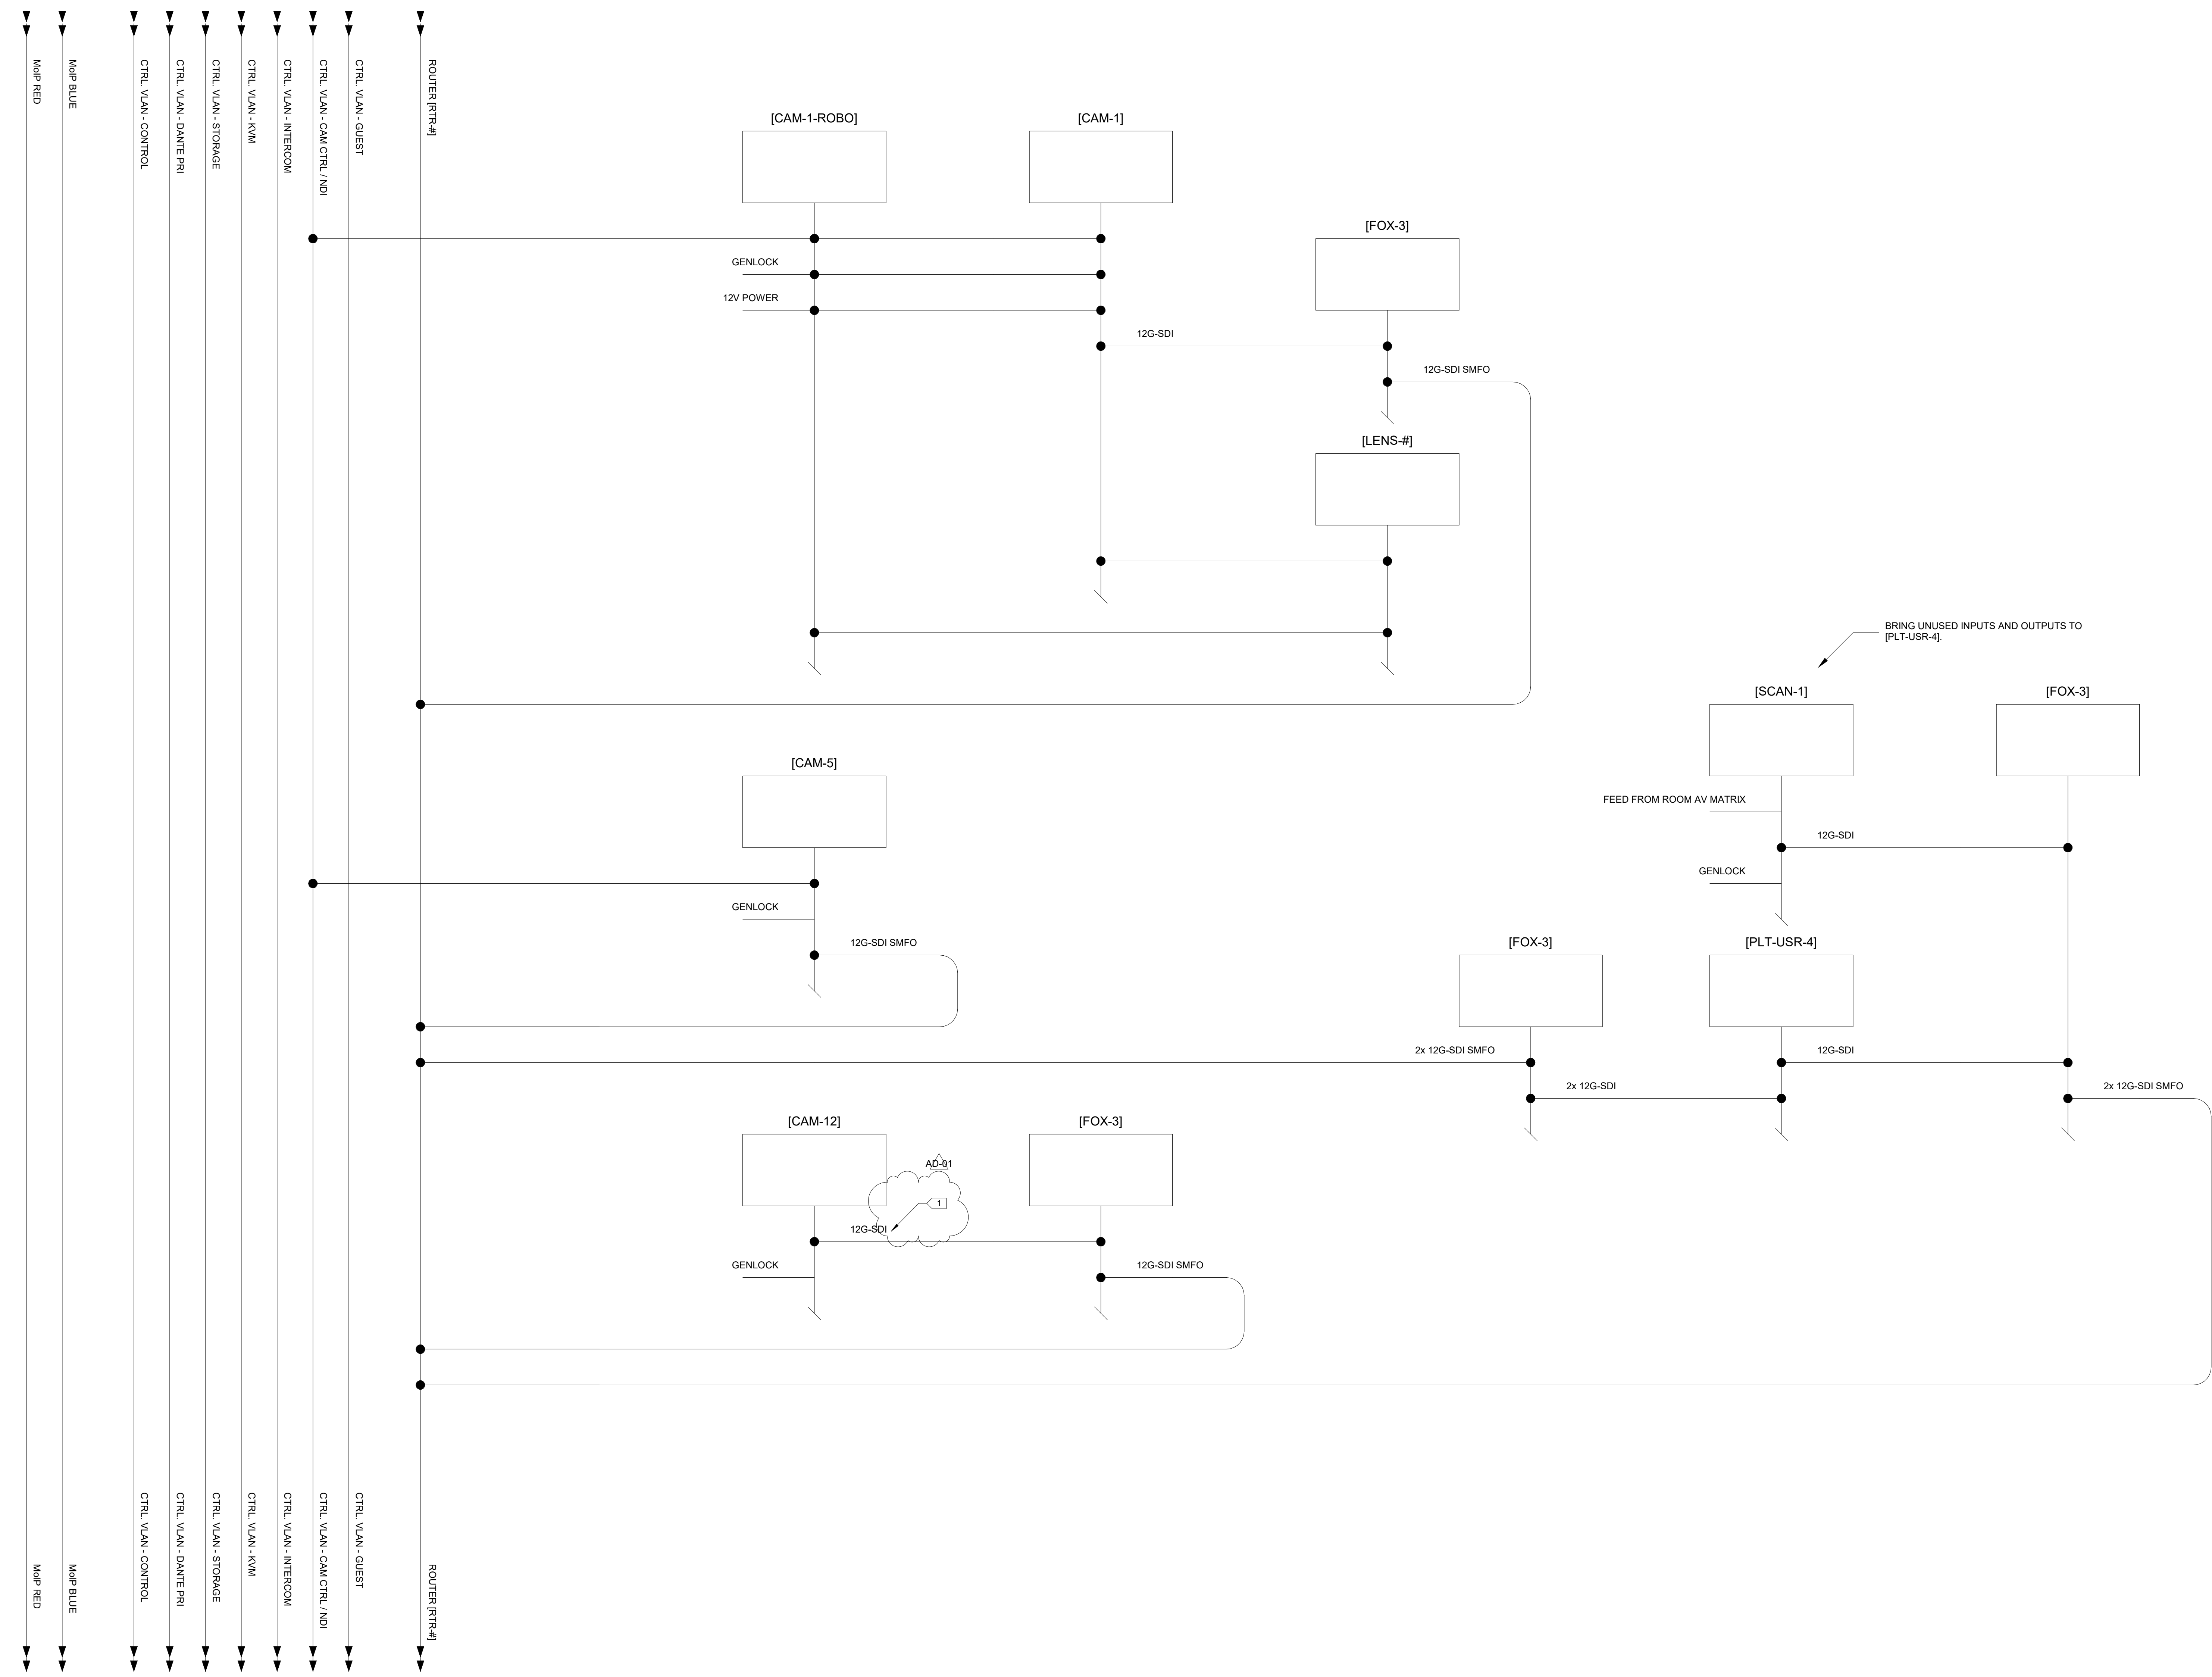 MoIP RED
MoIP BLUE
CTRL. VLAN - CONTROL
CTRL. VLAN - DANTE PRI
CTRL. VLAN - STORAGE
CTRL. VLAN - KVM
CTRL. VLAN - INTERCOM
CTRL. VLAN - CAM CTRL / NDI
CTRL. VLAN - GUEST
ROUTER [RTR-#]
[CAM-1-ROBO]
[CAM-1]
[FOX-3]
GENLOCK
12V POWER
12G-SDI
12G-SDI SMFO
[LENS-#]
BRING UNUSED INPUTS AND OUTPUTS TO
[PLT-USR-4].
[SCAN-1]
[FOX-3]
[CAM-5]
FEED FROM ROOM AV MATRIX
12G-SDI
GENLOCK
GENLOCK
12G-SDI SMFO
[FOX-3]
[PLT-USR-4]
2x 12G-SDI SMFO
12G-SDI
2x 12G-SDI
2x 12G-SDI SMFO
[CAM-12]
[FOX-3]
AD-01
1
12G-SDI
GENLOCK
12G-SDI SMFO
MoIP RED
MoIP BLUE
CTRL. VLAN - CONTROL
CTRL. VLAN - DANTE PRI
CTRL. VLAN - STORAGE
CTRL. VLAN - KVM
CTRL. VLAN - INTERCOM
CTRL. VLAN - CAM CTRL / NDI
CTRL. VLAN - GUEST
ROUTER [RTR-#]